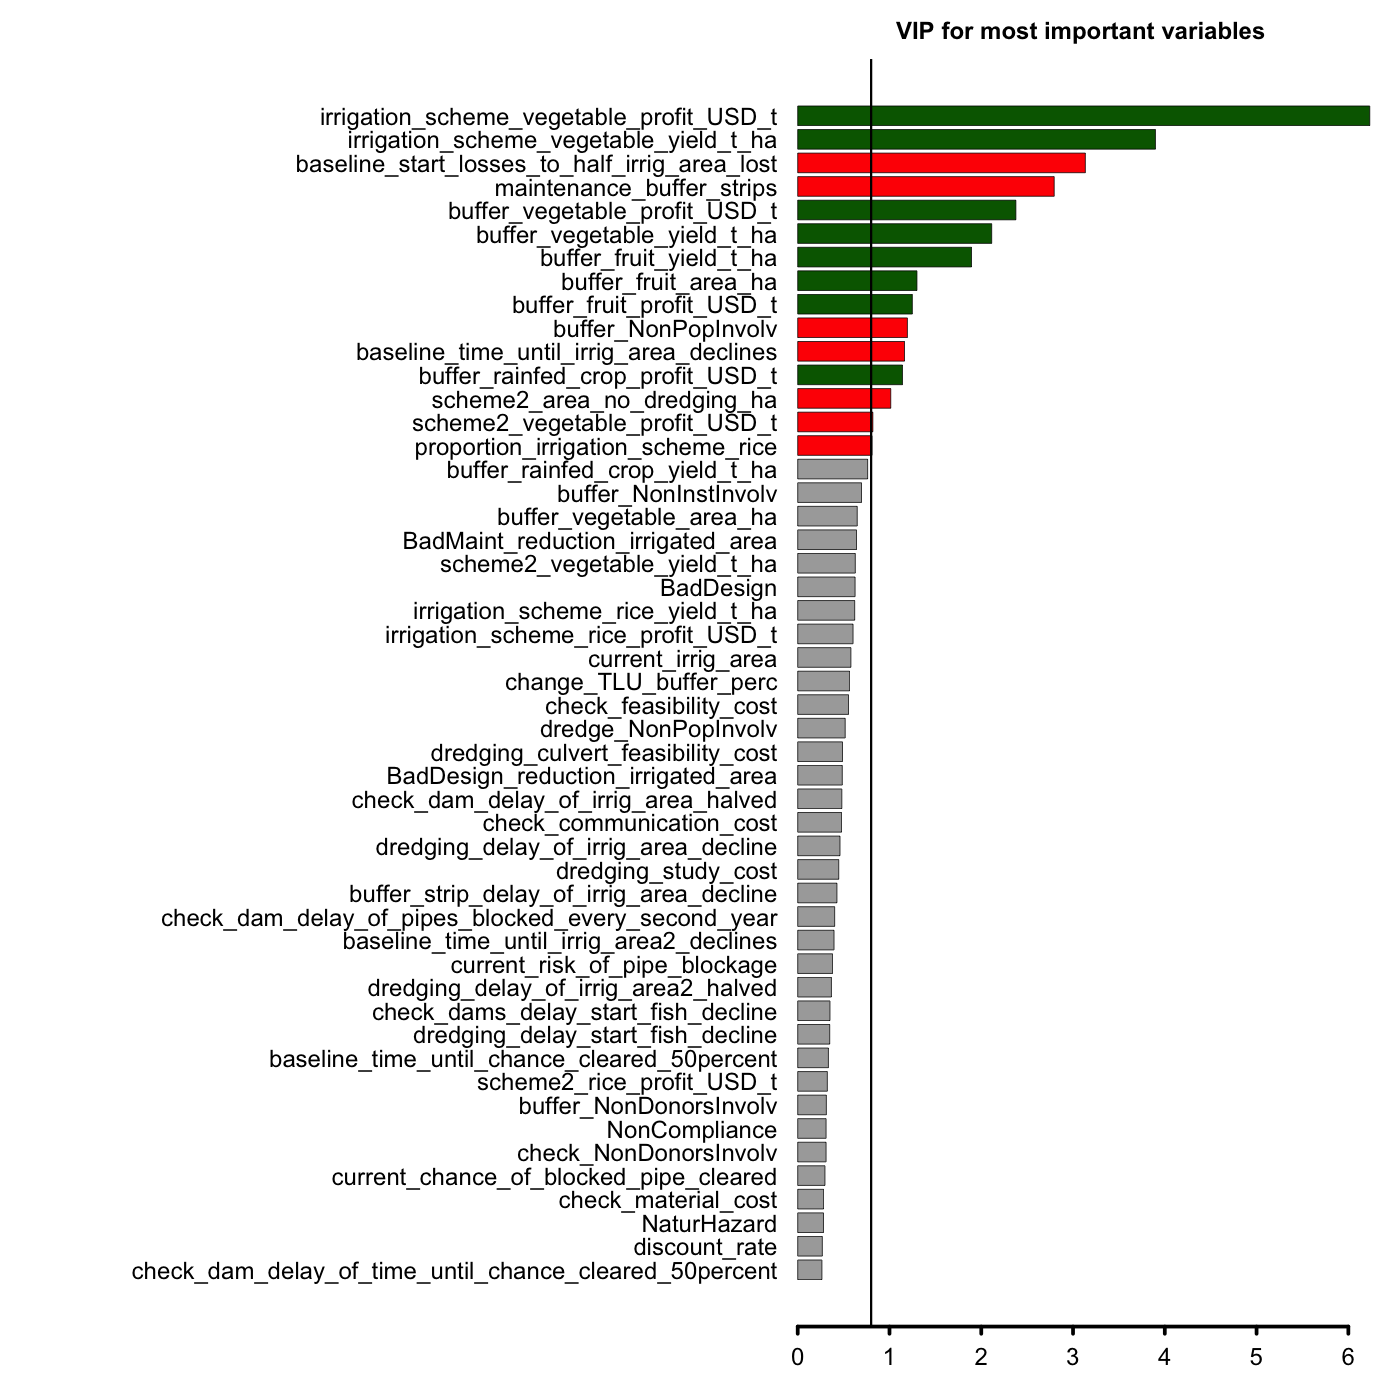 VIP for most important variables
irrigation_scheme_vegetable_profit_USD_t
irrigation_scheme_vegetable_yield_t_ha
baseline_start_losses_to_half_irrig_area_lost
maintenance_buffer_strips
buffer_vegetable_profit_USD_t
buffer_vegetable_yield_t_ha
buffer_fruit_yield_t_ha
buffer_fruit_area_ha
buffer_fruit_profit_USD_t
buffer_NonPopInvolv
baseline_time_until_irrig_area_declines
buffer_rainfed_crop_profit_USD_t
scheme2_area_no_dredging_ha
scheme2_vegetable_profit_USD_t
proportion_irrigation_scheme_rice
buffer_rainfed_crop_yield_t_ha
buffer_NonInstInvolv
buffer_vegetable_area_ha
BadMaint_reduction_irrigated_area
scheme2_vegetable_yield_t_ha
BadDesign
irrigation_scheme_rice_yield_t_ha
irrigation_scheme_rice_profit_USD_t
current_irrig_area
change_TLU_buffer_perc
check_feasibility_cost
dredge_NonPopInvolv
dredging_culvert_feasibility_cost
BadDesign_reduction_irrigated_area
check_dam_delay_of_irrig_area_halved
check_communication_cost
dredging_delay_of_irrig_area_decline
dredging_study_cost
buffer_strip_delay_of_irrig_area_decline
check_dam_delay_of_pipes_blocked_every_second_year
baseline_time_until_irrig_area2_declines
current_risk_of_pipe_blockage
dredging_delay_of_irrig_area2_halved
check_dams_delay_start_fish_decline
dredging_delay_start_fish_decline
baseline_time_until_chance_cleared_50percent
scheme2_rice_profit_USD_t
buffer_NonDonorsInvolv
NonCompliance
check_NonDonorsInvolv
current_chance_of_blocked_pipe_cleared
check_material_cost
NaturHazard
discount_rate
check_dam_delay_of_time_until_chance_cleared_50percent
0 1 2 3 4 5 6